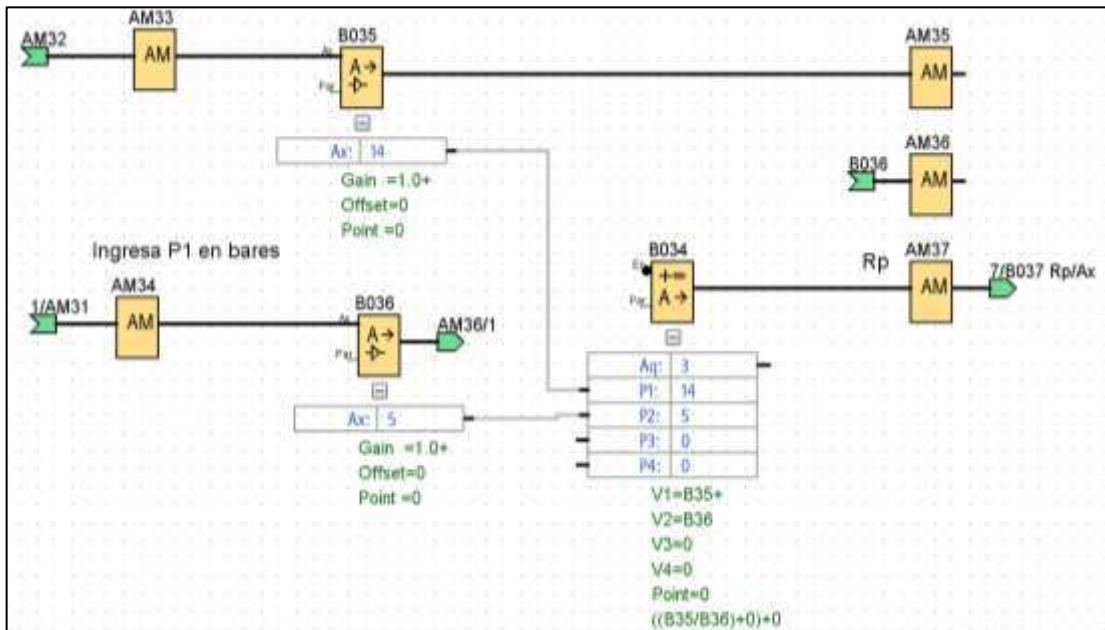 AM33
AM32
AM
B035
A→
Ax: 14
Gain =1.0+
Offset=0
Point =0
AM35
AM
AM36
B036
AM
Ingresa P1 en bares
AM34
1/AM31
AM
B036
A→
AM36/1
Ax: 5
Gain =1.0+
Offset=0
Point =0
B034
+=
A→
Rp
AM37
AM
7/B037 Rp/Ax
Aq: 3
P1: 14
P2: 5
P3: 0
P4: 0
V1=B35+
V2=B36
V3=0
V4=0
Point=0
((B35/B36)+0)+0